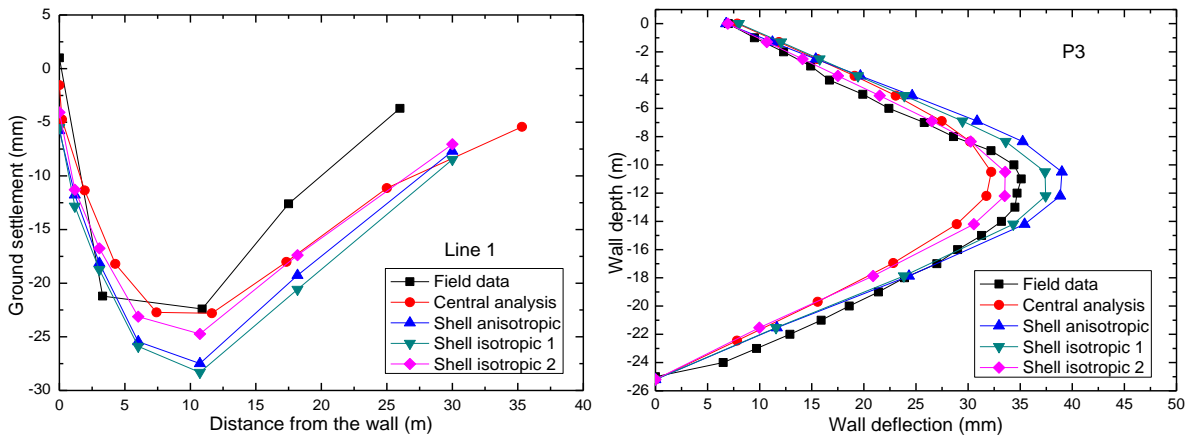 5
0
-5
-10
-15
-20
-25
-30
Ground settlement (mm)
0 5 10 15 20 25 30 35 40
Distance from the wall (m)
Line 1
Field data
Central analysis
Shell anisotropic
Shell isotropic 1
Shell isotropic 2
0
-2
-4
-6
-8
-10
-12
-14
-16
-18
-20
-22
-24
-26
Wall depth (m)
0 5 10 15 20 25 30 35 40 45 50
Wall deflection (mm)
P3
Field data
Central analysis
Shell anisotropic
Shell isotropic 1
Shell isotropic 2